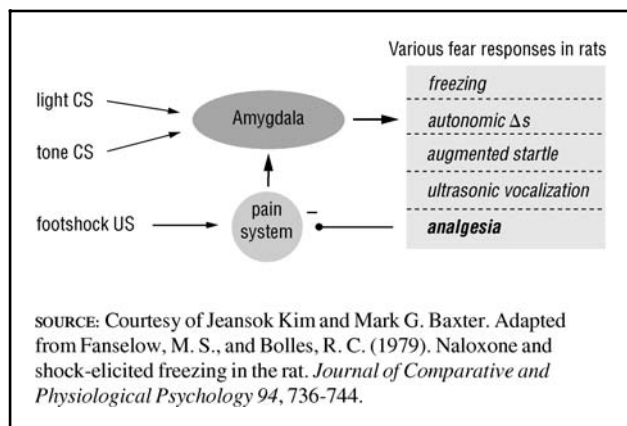 Various fear responses in rats
freezing
light CS
Amygdala
autonomic Δs
tone CS
augmented startle
ultrasonic vocalization
pain
system
–
footshock US
analgesia
SOURCE: Courtesy of Jeansok Kim and Mark G. Baxter. Adapted
from Fanselow, M. S., and Bolles, R. C. (1979). Naloxone and
shock-elicited freezing in the rat. Journal of Comparative and
Physiological Psychology 94, 736-744.